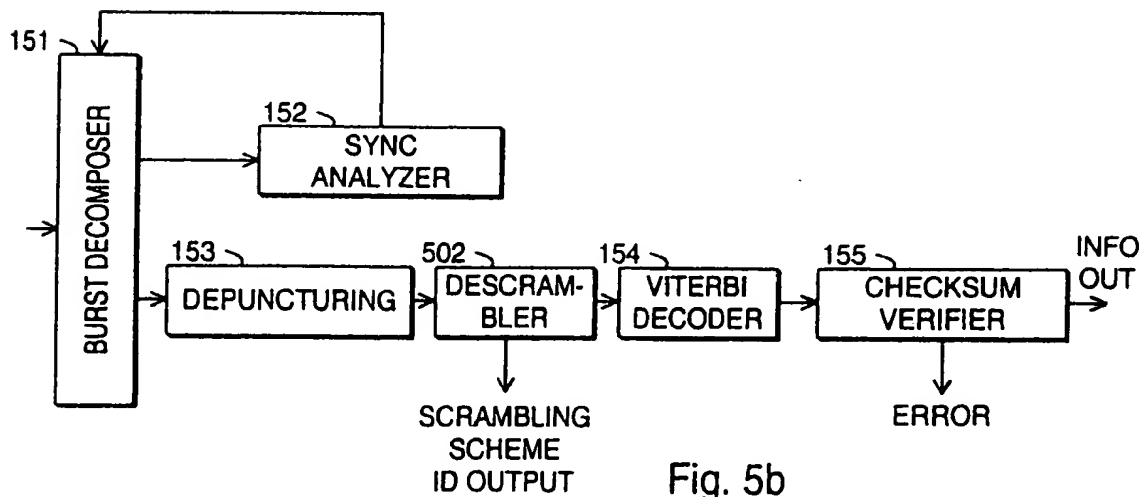 151
BURST DECOMPOSER
152
SYNC
ANALYZER
153
DEPUNCTURING
502
DESCRAM-
BLER
154
VITERBI
DECODER
155
CHECKSUM
VERIFIER
INFO
OUT
SCRAMBLING
SCHEME
ID OUTPUT
ERROR
Fig. 5b